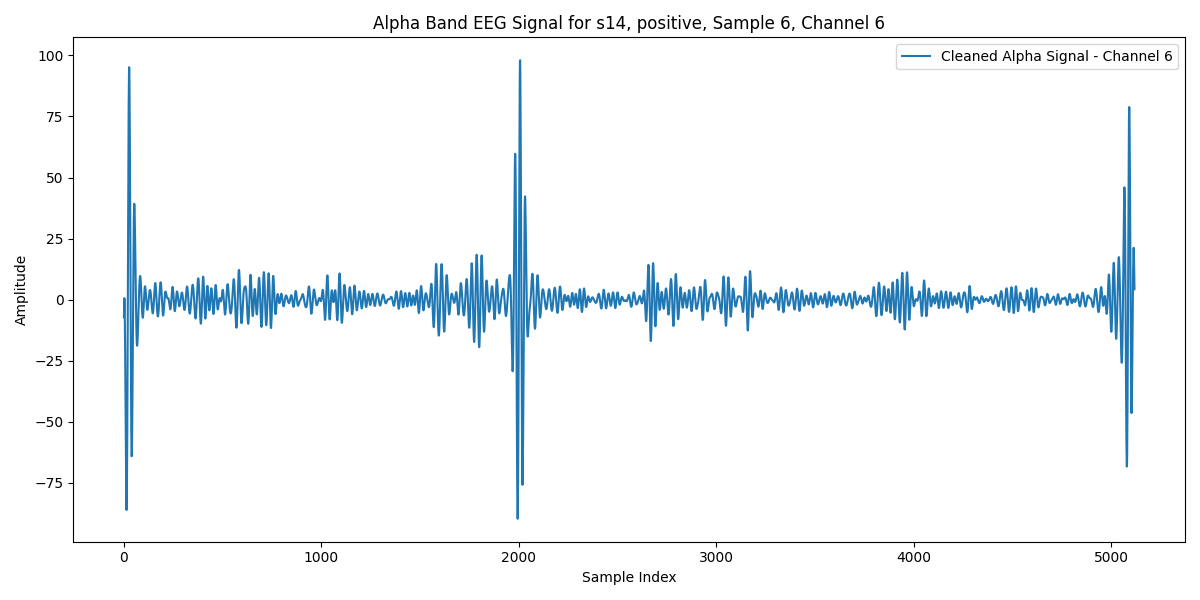 Alpha Band EEG Signal for s14, positive, Sample 6, Channel 6
Cleaned Alpha Signal - Channel 6
100
75
50
25
0
−25
−50
−75
Amplitude
0 1000 2000 3000 4000 5000
Sample Index